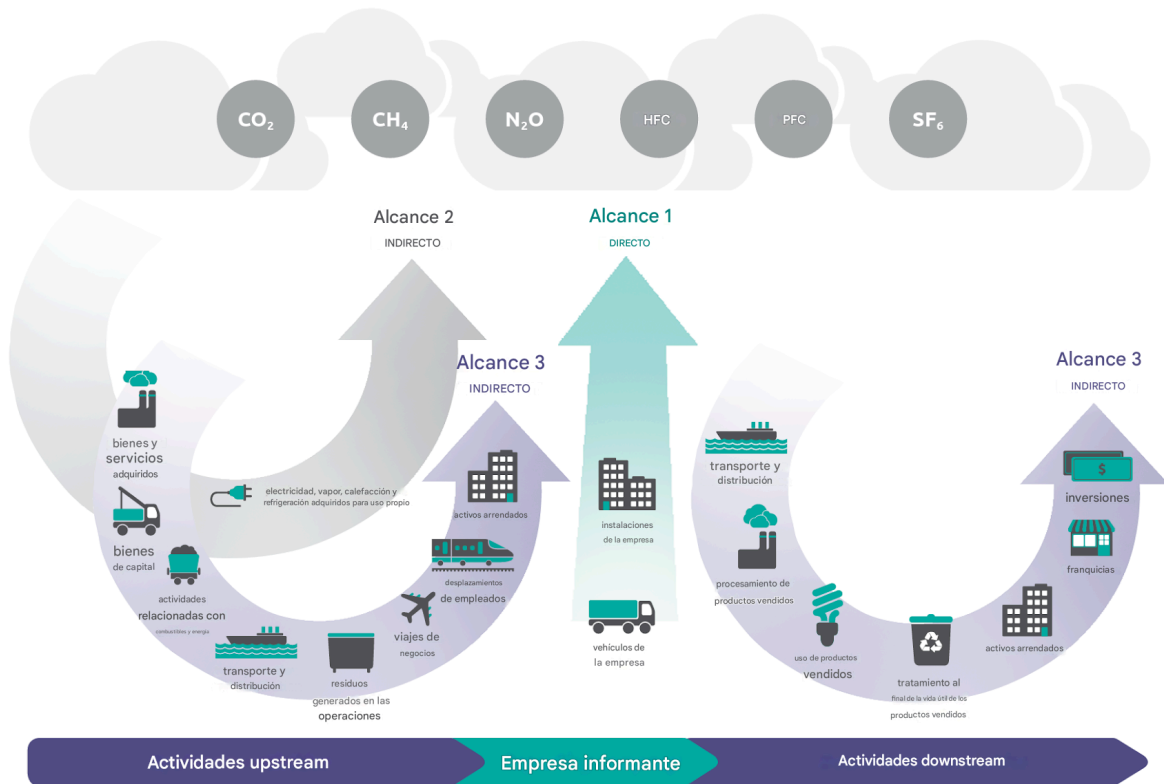 CO₂
CH₄
N₂O
HFC
PFC
SF₆
Alcance 2
INDIRECTO
Alcance 1
DIRECTO
Alcance 3
INDIRECTO
Alcance 3
INDIRECTO
bienes y
servicios
adquiridos
bienes
de capital
actividades
relacionadas con
combustibles y energía
electricidad, vapor, calefacción y
refrigeración adquiridos para uso propio
transporte y
distribución
residuos
generados en las
operaciones
viajes de
negocios
desplazamientos
de empleados
activos arrendados
instalaciones
de la empresa
vehículos de
la empresa
transporte y
distribución
procesamiento de
productos vendidos
uso de productos
vendidos
tratamiento al
final de la vida útil de los
productos vendidos
activos arrendados
franquicias
$
inversiones
Actividades upstream
Empresa informante
Actividades downstream